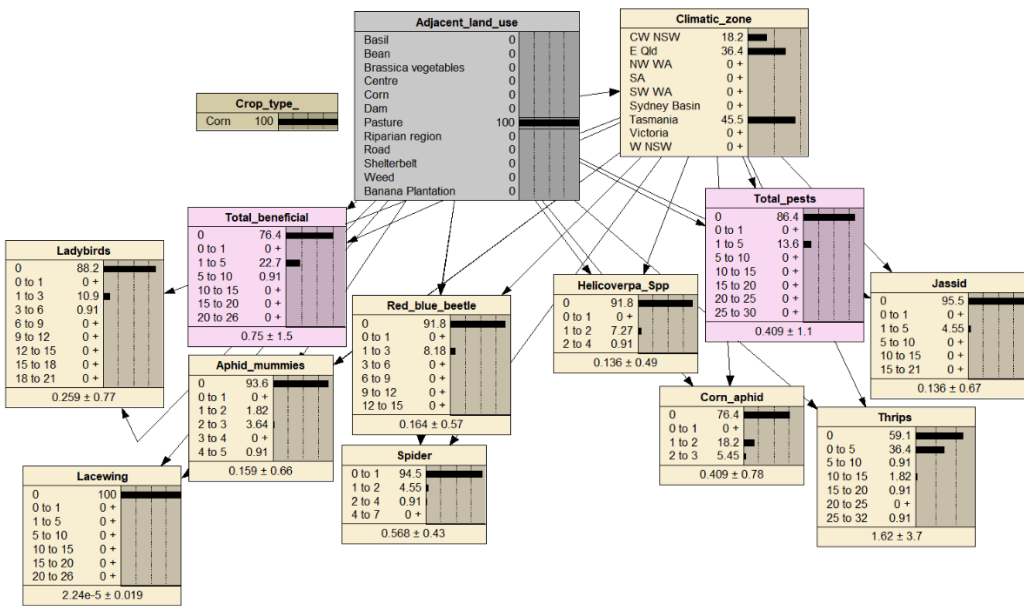 Adjacent_land_use
Basil 0
Bean 0
Brassica vegetables 0
Centre 0
Corn 0
Dam 0
Pasture 100
Riparian region 0
Road 0
Shelterbelt 0
Weed 0
Banana Plantation 0
Climatic_zone
CW NSW 18.2
E Qld 36.4
NW WA 0 +
SA 0 +
SW WA 0 +
Sydney Basin 0 +
Tasmania 45.5
Victoria 0 +
W NSW 0 +
Crop_type_
Corn 100
Total_beneficial
0 76.4
0 to 1 0 +
1 to 5 22.7
5 to 10 0.91
10 to 15 0 +
15 to 20 0 +
20 to 26 0 +
0.75 ± 1.5
Total_pests
0 86.4
0 to 1 0 +
1 to 5 13.6
5 to 10 0 +
10 to 15 0 +
15 to 20 0 +
20 to 25 0 +
25 to 30 0 +
0.409 ± 1.1
Ladybirds
0 88.2
0 to 1 0 +
1 to 3 10.9
3 to 6 0.91
6 to 9 0 +
9 to 12 0 +
12 to 15 0 +
15 to 18 0 +
18 to 21 0 +
0.259 ± 0.77
Red_blue_beetle
0 91.8
0 to 1 0 +
1 to 3 8.18
3 to 6 0 +
6 to 9 0 +
9 to 12 0 +
12 to 15 0 +
0.164 ± 0.57
Helicoverpa_Spp
0 91.8
0 to 1 0 +
1 to 2 7.27
2 to 4 0.91
0.136 ± 0.49
Jassid
0 95.5
0 to 1 0 +
1 to 5 4.55
5 to 10 0 +
10 to 15 0 +
15 to 21 0 +
0.136 ± 0.67
Aphid_mummies
0 93.6
0 to 1 0 +
1 to 2 1.82
2 to 3 3.64
3 to 4 0 +
4 to 5 0.91
0.159 ± 0.66
Corn_aphid
0 76.4
0 to 1 0 +
1 to 2 18.2
2 to 3 5.45
0.409 ± 0.78
Thrips
0 59.1
0 to 5 36.4
5 to 10 0.91
10 to 15 1.82
15 to 20 0.91
20 to 25 0 +
25 to 32 0.91
1.62 ± 3.7
Spider
0 to 1 94.5
1 to 2 4.55
2 to 4 0.91
4 to 7 0 +
0.568 ± 0.43
Lacewing
0 100
0 to 1 0 +
1 to 5 0 +
5 to 10 0 +
10 to 15 0 +
15 to 20 0 +
20 to 26 0 +
2.24e-5 ± 0.019